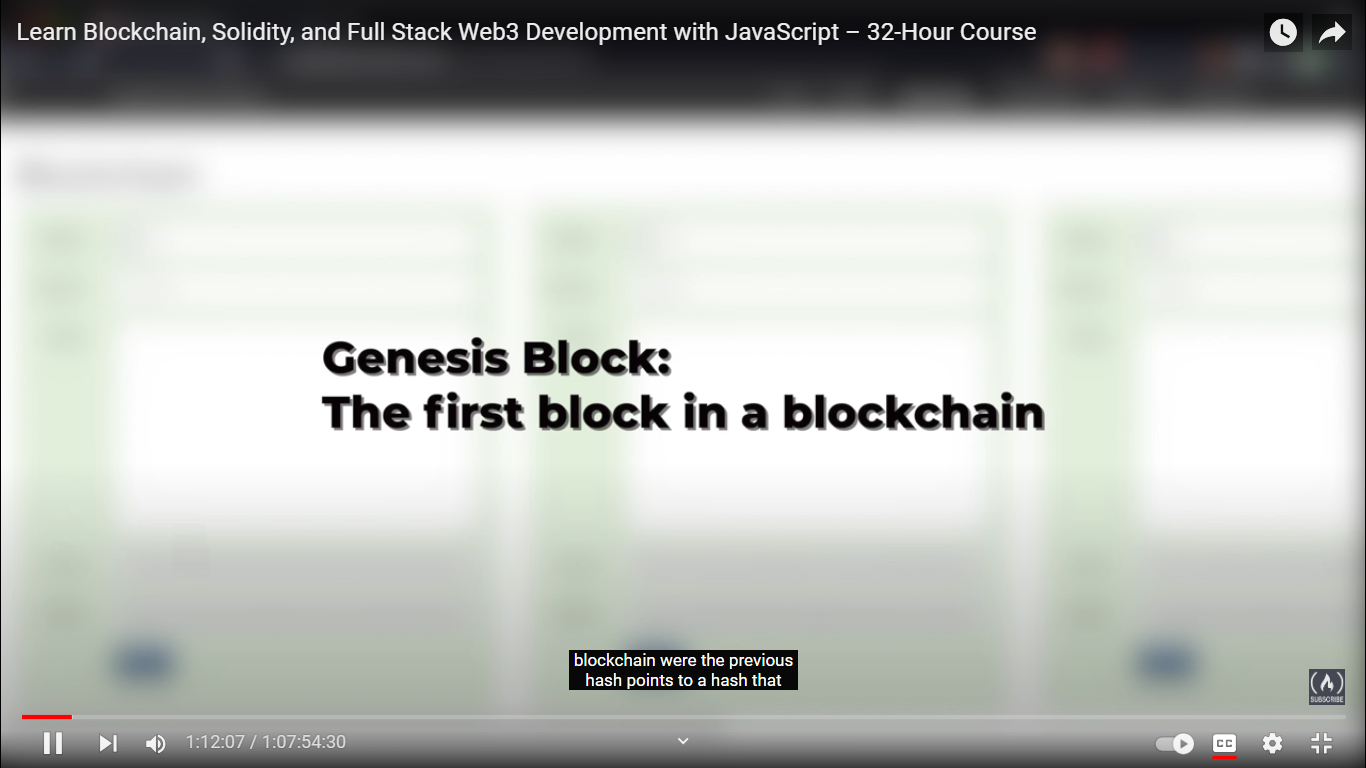 Learn Blockchain, Solidity, and Full Stack Web3 Development with JavaScript – 32-Hour Course
Genesis Block:
The first block in a blockchain
blockchain were the previous
hash points to a hash that
SUBSCRIBE
1:12:07 / 1:07:54:30
CC